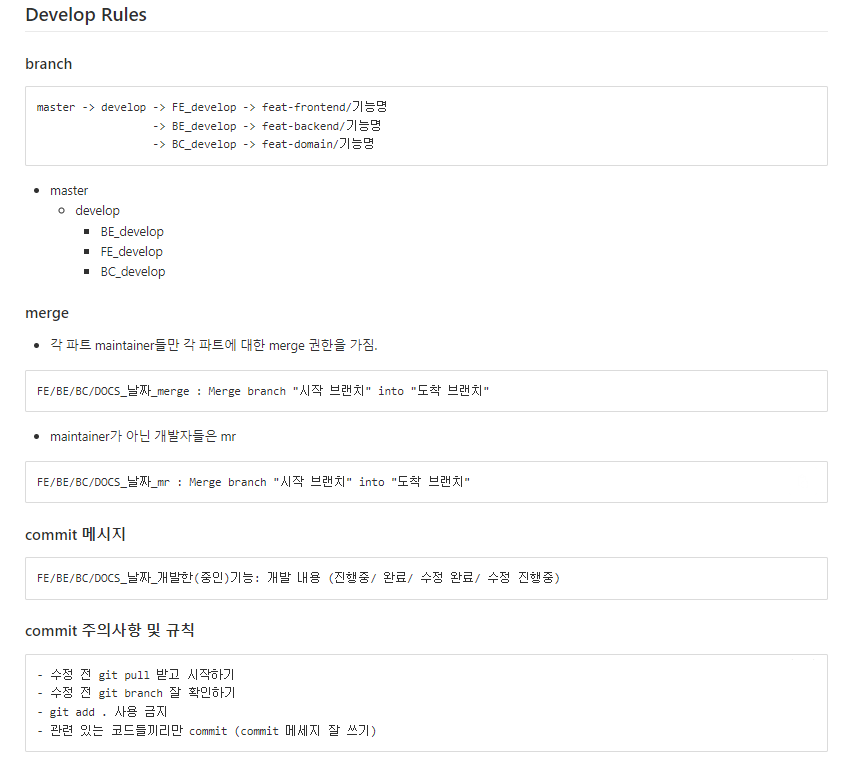 Develop Rules
branch
master -> develop -> FE_develop -> feat-frontend/기능명
-> BE_develop -> feat-backend/기능명
-> BC_develop -> feat-domain/기능명
master
develop
BE_develop
FE_develop
BC_develop
merge
각 파트 maintainer들만 각 파트에 대한 merge 권한을 가짐.
FE/BE/BC/DOCS_날짜_merge : Merge branch "시작 브랜치" into "도착 브랜치"
maintainer가 아닌 개발자들은 mr
FE/BE/BC/DOCS_날짜_mr : Merge branch "시작 브랜치" into "도착 브랜치"
commit 메시지
FE/BE/BC/DOCS_날짜_개발한(중인)기능: 개발 내용 (진행중/ 완료/ 수정 완료/ 수정 진행중)
commit 주의사항 및 규칙
- 수정 전 git pull 받고 시작하기
- 수정 전 git branch 잘 확인하기
- git add . 사용 금지
- 관련 있는 코드들끼리만 commit (commit 메세지 잘 쓰기)